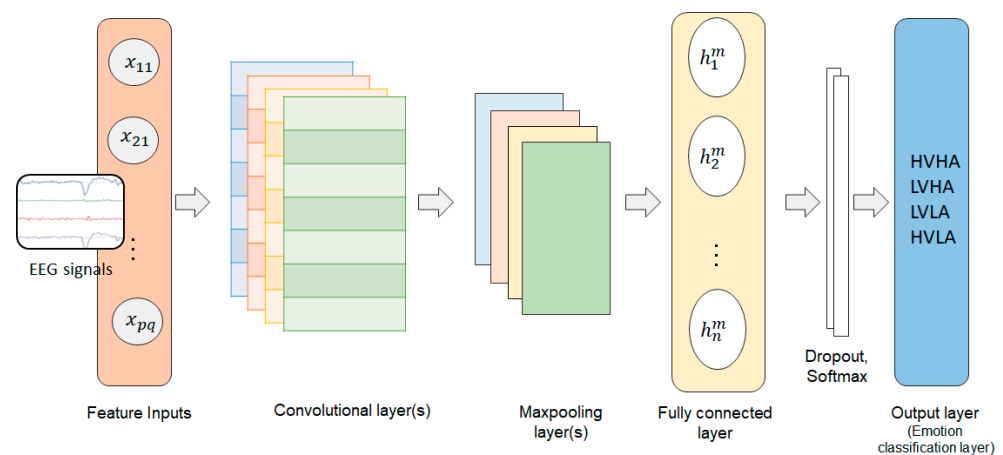 x₁₁
x₂₁
⋮
x_pq
EEG signals
Feature Inputs
Convolutional layer(s)
Maxpooling
layer(s)
h₁ᵐ
h₂ᵐ
⋮
hₙᵐ
Fully connected
layer
Dropout,
Softmax
HVHA
LVHA
LVLA
HVLA
Output layer
(Emotion
classification layer)